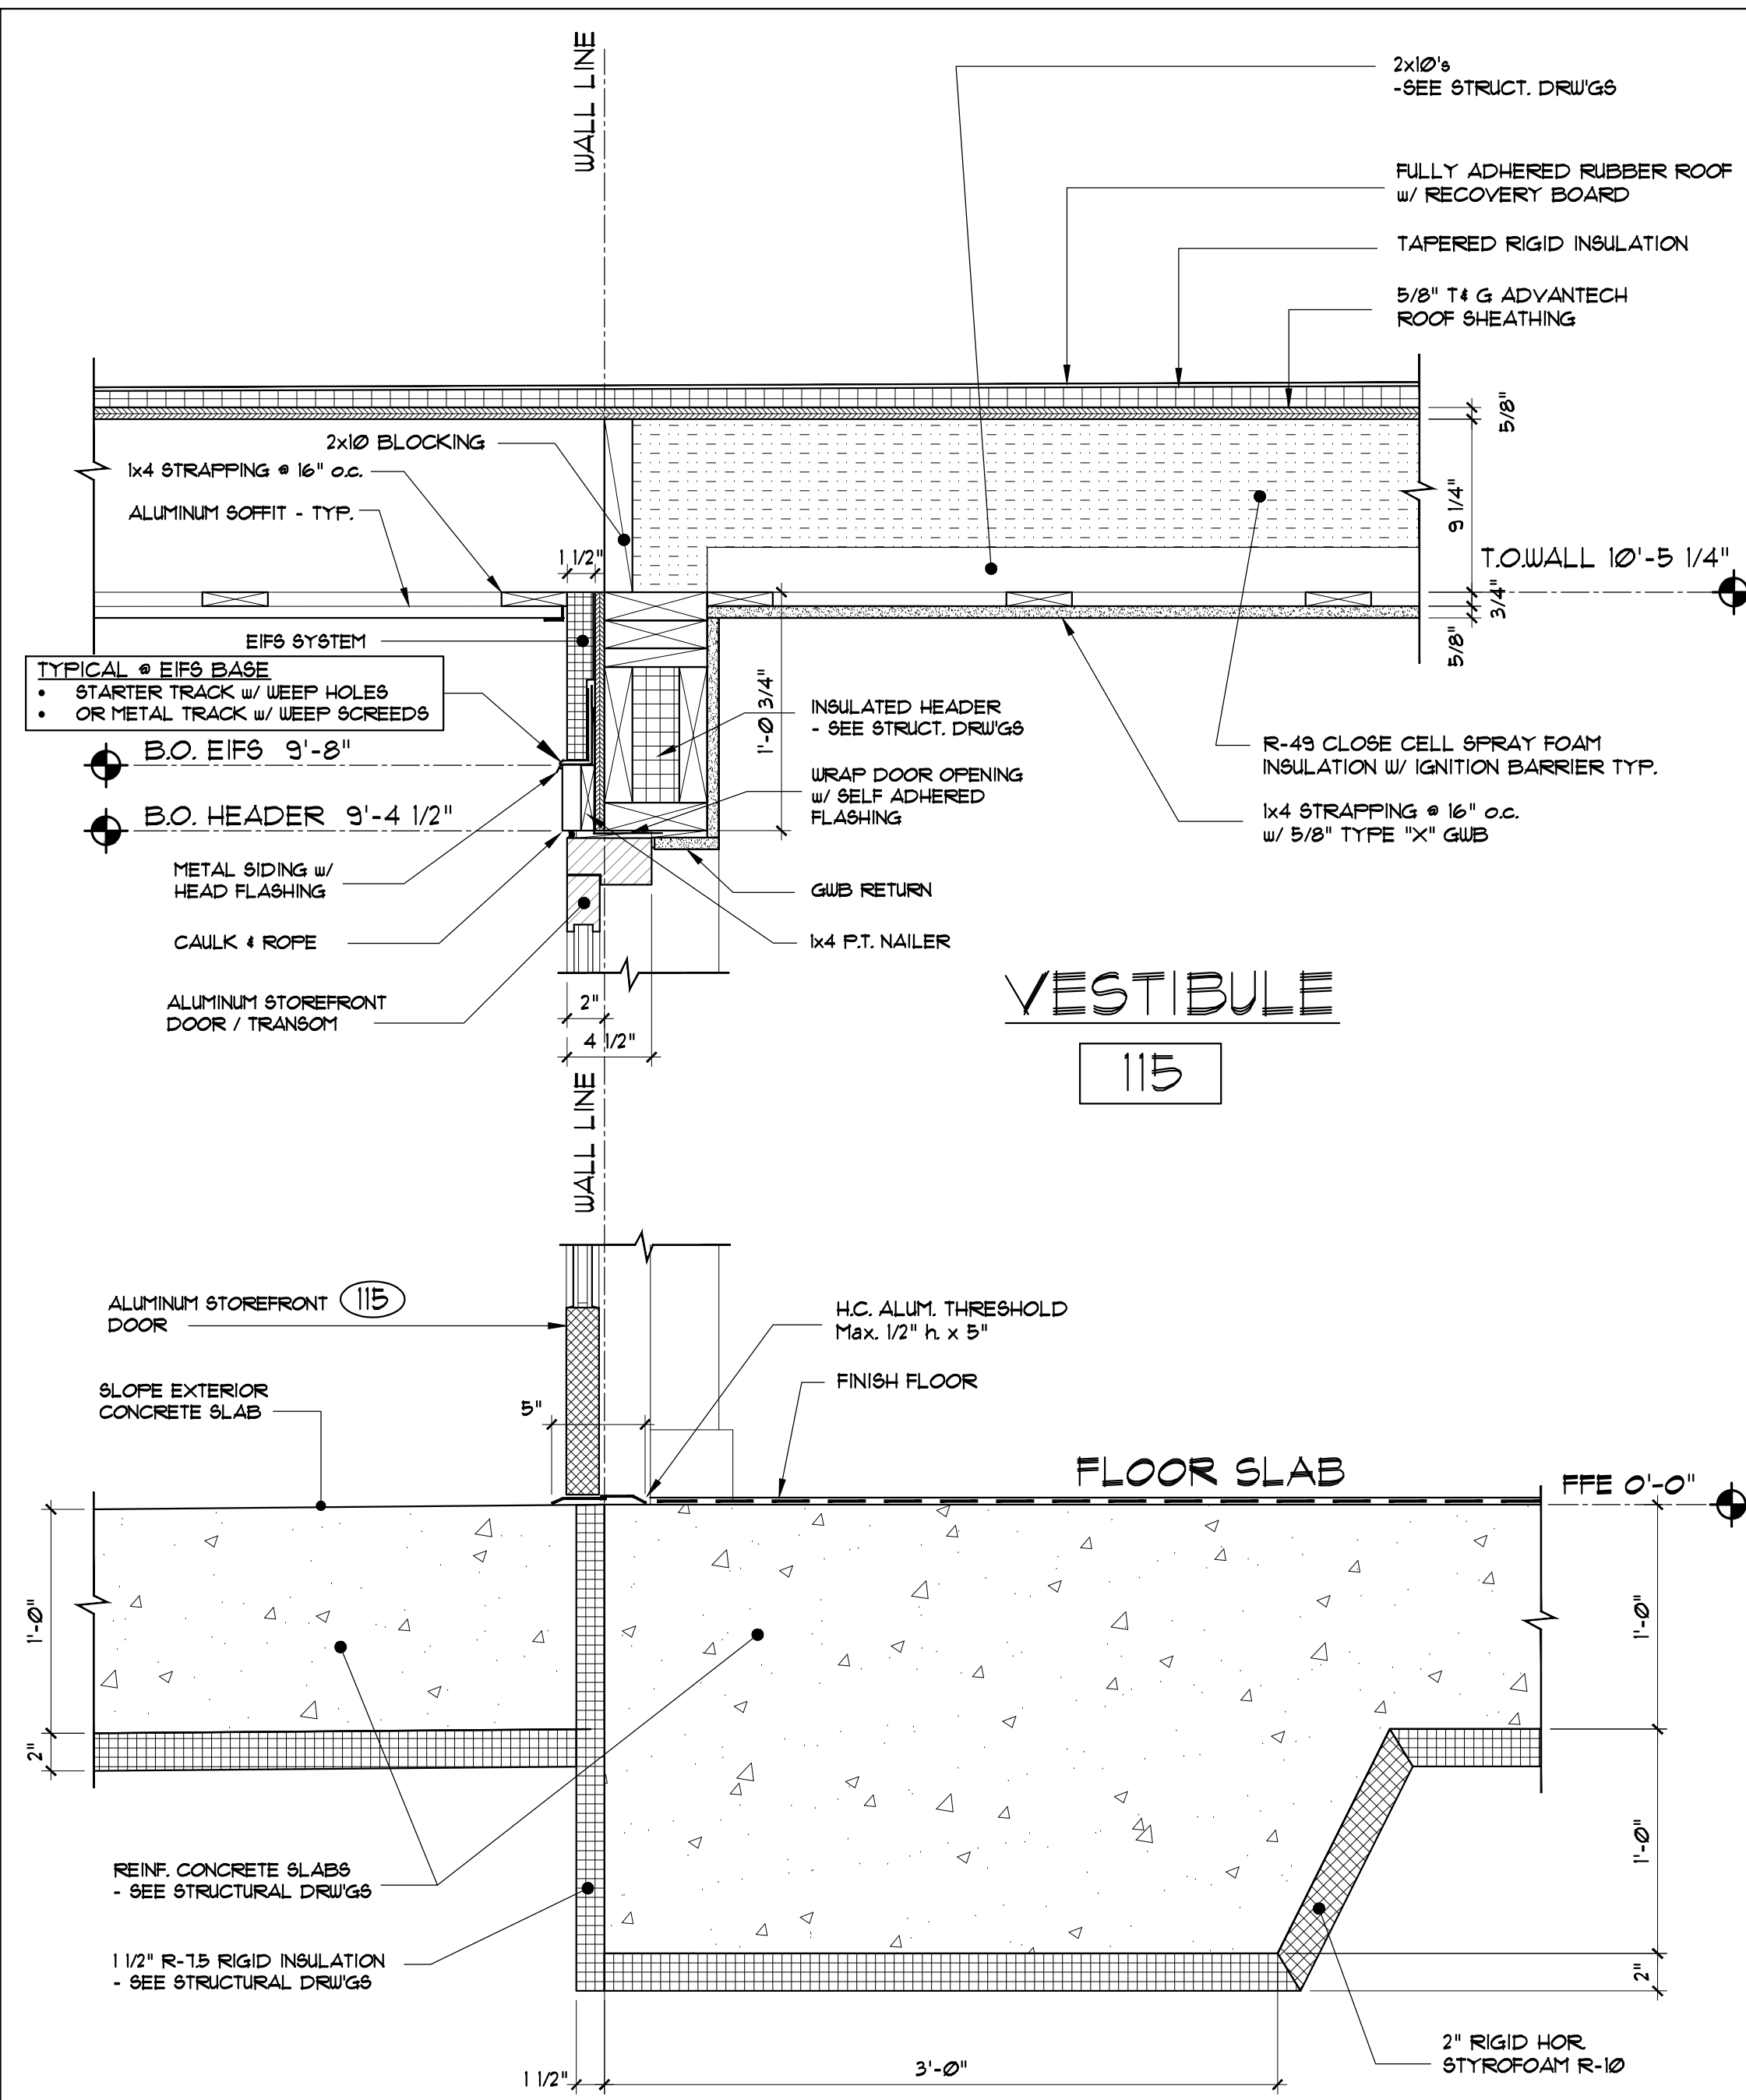 WALL LINE
2x10's
-SEE STRUCT. DRW'GS
FULLY ADHERED RUBBER ROOF
w/ RECOVERY BOARD
TAPERED RIGID INSULATION
5/8" T & G ADVANTECH
ROOF SHEATHING
5/8"
2x10 BLOCKING
1x4 STRAPPING @ 16" o.c.
ALUMINUM SOFFIT - TYP.
9 1/4"
1 1/2"
T.O.WALL 10'-5 1/4"
3/4"
5/8"
EIFS SYSTEM
TYPICAL @ EIFS BASE
• STARTER TRACK w/ WEEP HOLES
• OR METAL TRACK w/ WEEP SCREEDS
1'-0 3/4"
INSULATED HEADER
- SEE STRUCT. DRW'GS
B.O. EIFS 9'-8"
R-49 CLOSE CELL SPRAY FOAM
INSULATION W/ IGNITION BARRIER TYP.
WRAP DOOR OPENING
w/ SELF ADHERED
FLASHING
B.O. HEADER 9'-4 1/2"
1x4 STRAPPING @ 16" o.c.
w/ 5/8" TYPE "X" GWB
METAL SIDING w/
HEAD FLASHING
GWB RETURN
CAULK & ROPE
1x4 P.T. NAILER
ALUMINUM STOREFRONT
DOOR / TRANSOM
2"
4 1/2"
VESTIBULE
115
WALL LINE
ALUMINUM STOREFRONT 115
DOOR
H.C. ALUM. THRESHOLD
Max. 1/2" h. x 5"
FINISH FLOOR
SLOPE EXTERIOR
CONCRETE SLAB
5"
FLOOR SLAB
FFE 0'-0"
1'-0"
1'-0"
2"
1'-0"
REINF. CONCRETE SLABS
- SEE STRUCTURAL DRW'GS
1 1/2" R-7.5 RIGID INSULATION
- SEE STRUCTURAL DRW'GS
2"
2" RIGID HOR.
STYROFOAM R-10
1 1/2"
3'-0"